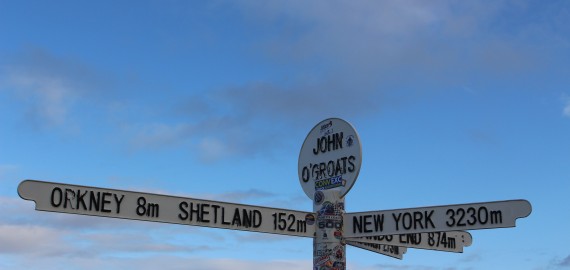 JOHN
O'GROATS
ORKNEY 8m SHETLAND 152m
NEW YORK 3230m
END 874m